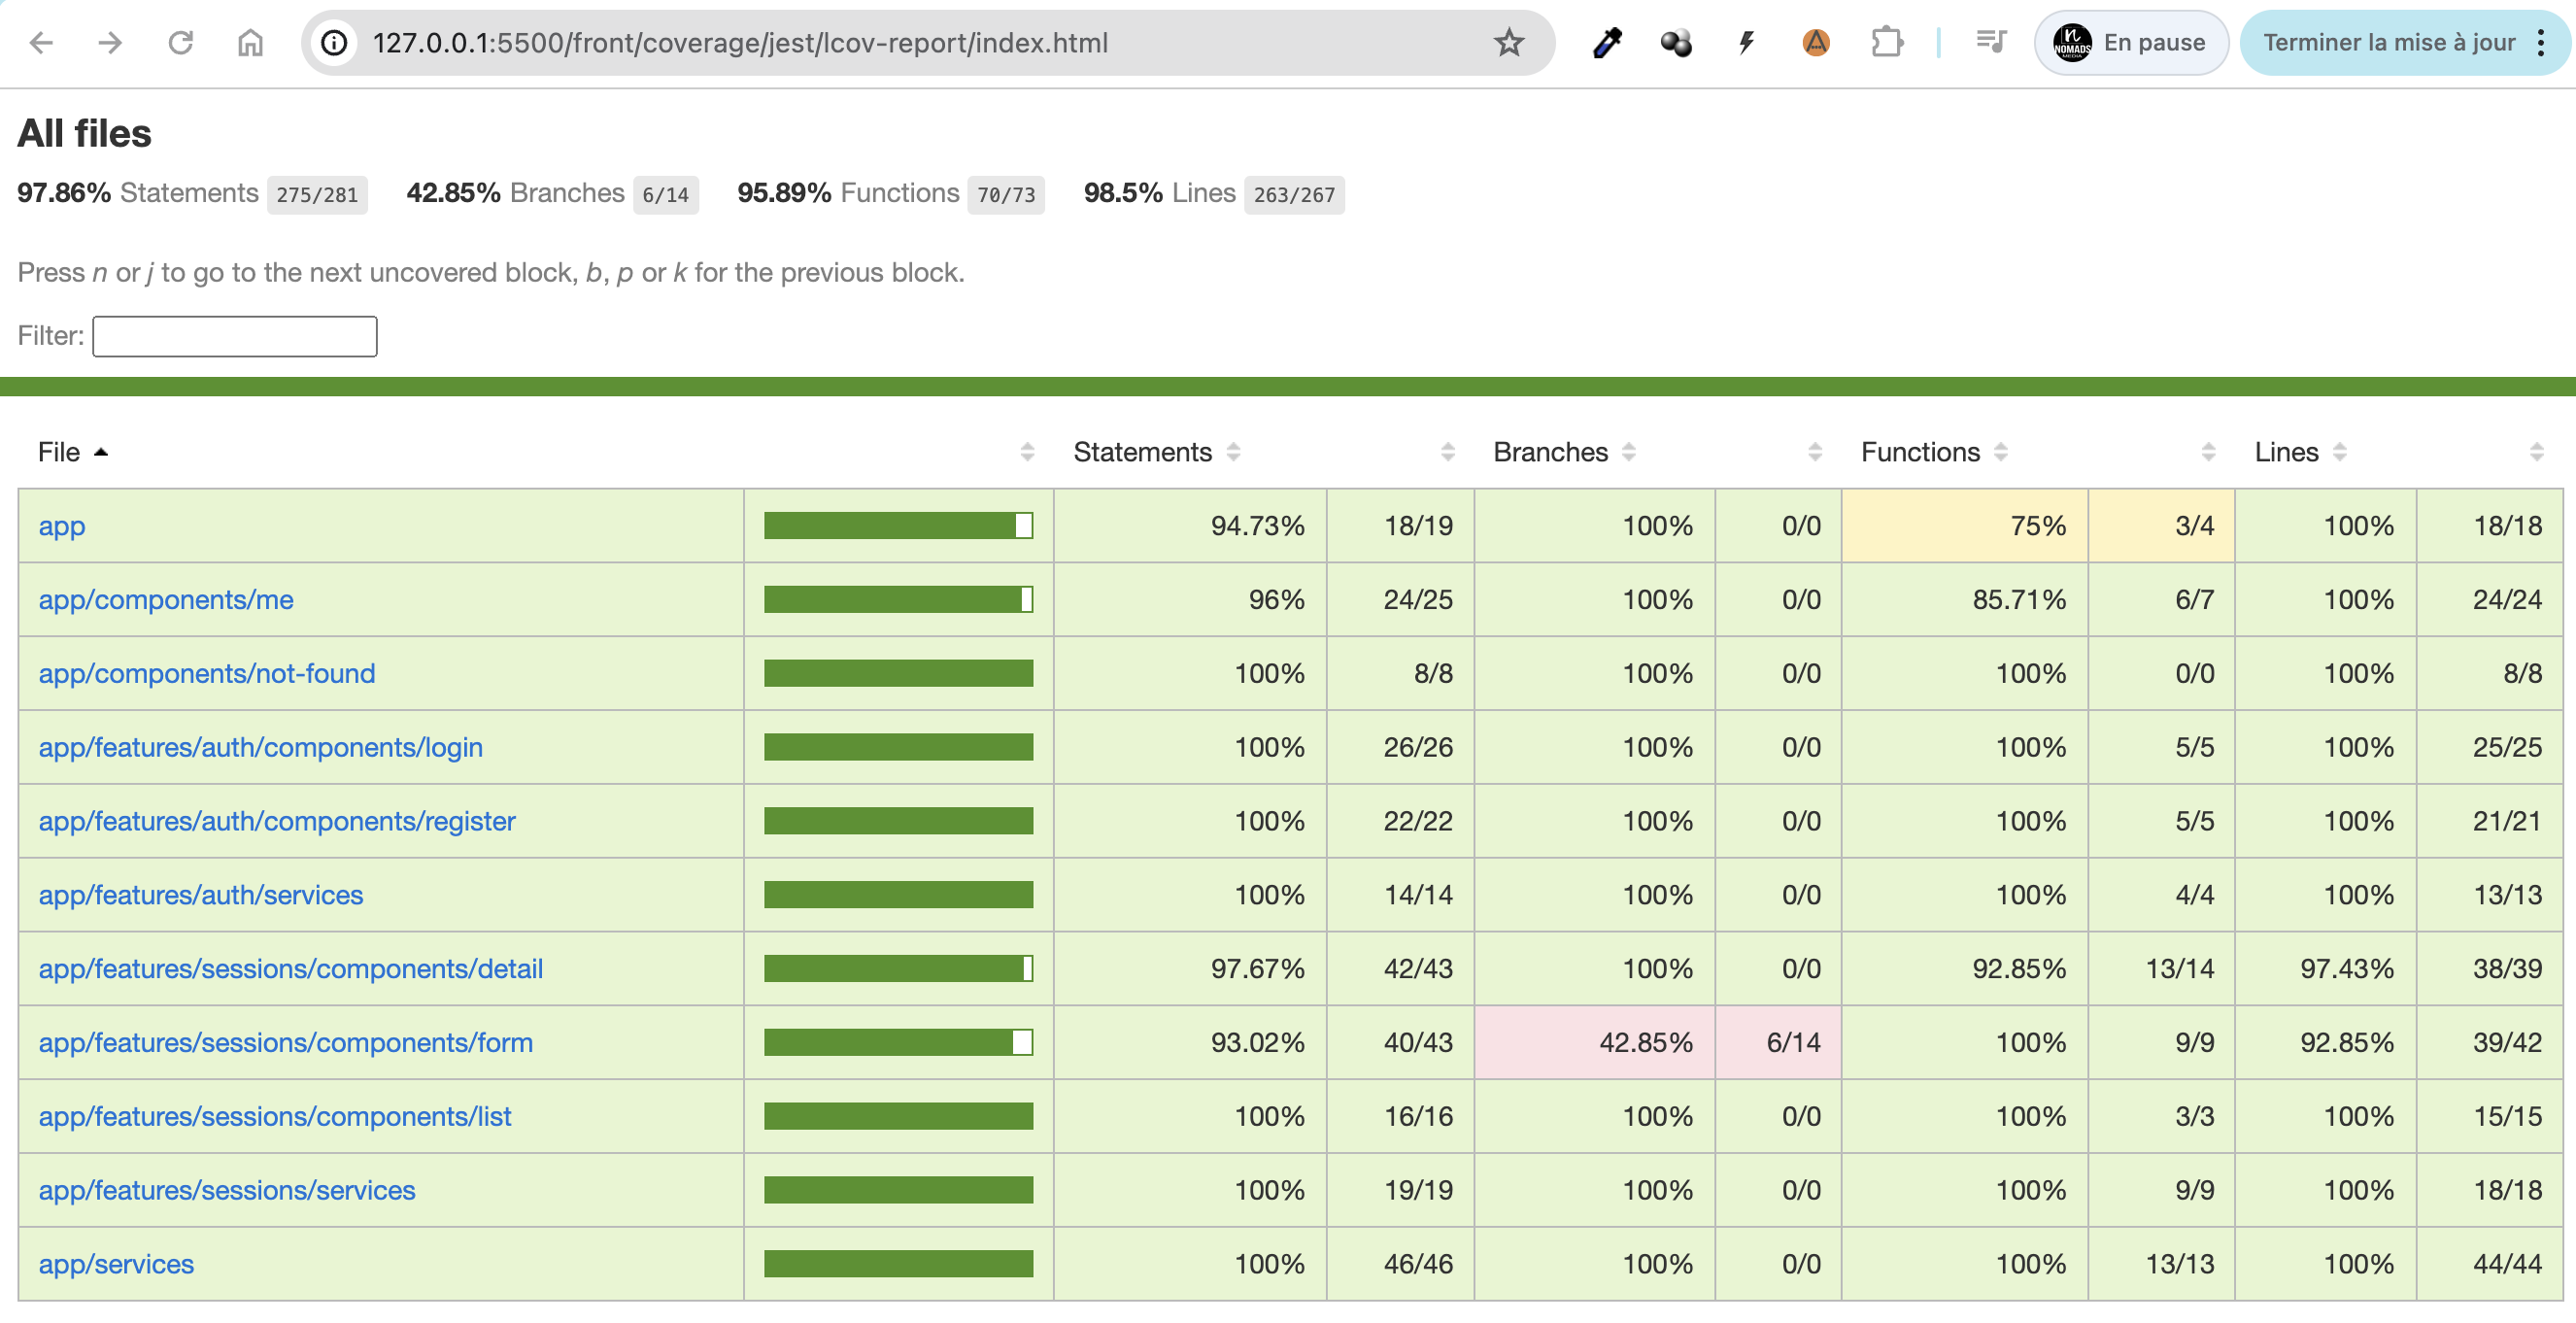 127.0.0.1:5500/front/coverage/jest/lcov-report/index.html
n NOMADS MEDIA En pause
Terminer la mise à jour
All files
97.86% Statements 275/281 42.85% Branches 6/14 95.89% Functions 70/73 98.5% Lines 263/267
Press n or j to go to the next uncovered block, b, p or k for the previous block.
Filter:
File Statements Branches Functions Lines
app 94.73% 18/19 100% 0/0 75% 3/4 100% 18/18
app/components/me 96% 24/25 100% 0/0 85.71% 6/7 100% 24/24
app/components/not-found 100% 8/8 100% 0/0 100% 0/0 100% 8/8
app/features/auth/components/login 100% 26/26 100% 0/0 100% 5/5 100% 25/25
app/features/auth/components/register 100% 22/22 100% 0/0 100% 5/5 100% 21/21
app/features/auth/services 100% 14/14 100% 0/0 100% 4/4 100% 13/13
app/features/sessions/components/detail 97.67% 42/43 100% 0/0 92.85% 13/14 97.43% 38/39
app/features/sessions/components/form 93.02% 40/43 42.85% 6/14 100% 9/9 92.85% 39/42
app/features/sessions/components/list 100% 16/16 100% 0/0 100% 3/3 100% 15/15
app/features/sessions/services 100% 19/19 100% 0/0 100% 9/9 100% 18/18
app/services 100% 46/46 100% 0/0 100% 13/13 100% 44/44